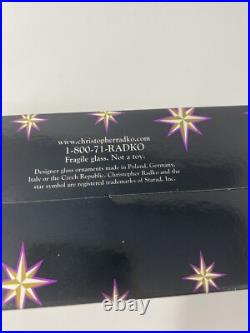 www.christopherradko.com
1-800-71-RADKO
Fragile glass. Not a toy.
Designer glass ornaments made in Poland, Germany,
Italy or the Czech Republic. Christopher Radko and the
star symbol are registered trademarks of Starad, Inc.